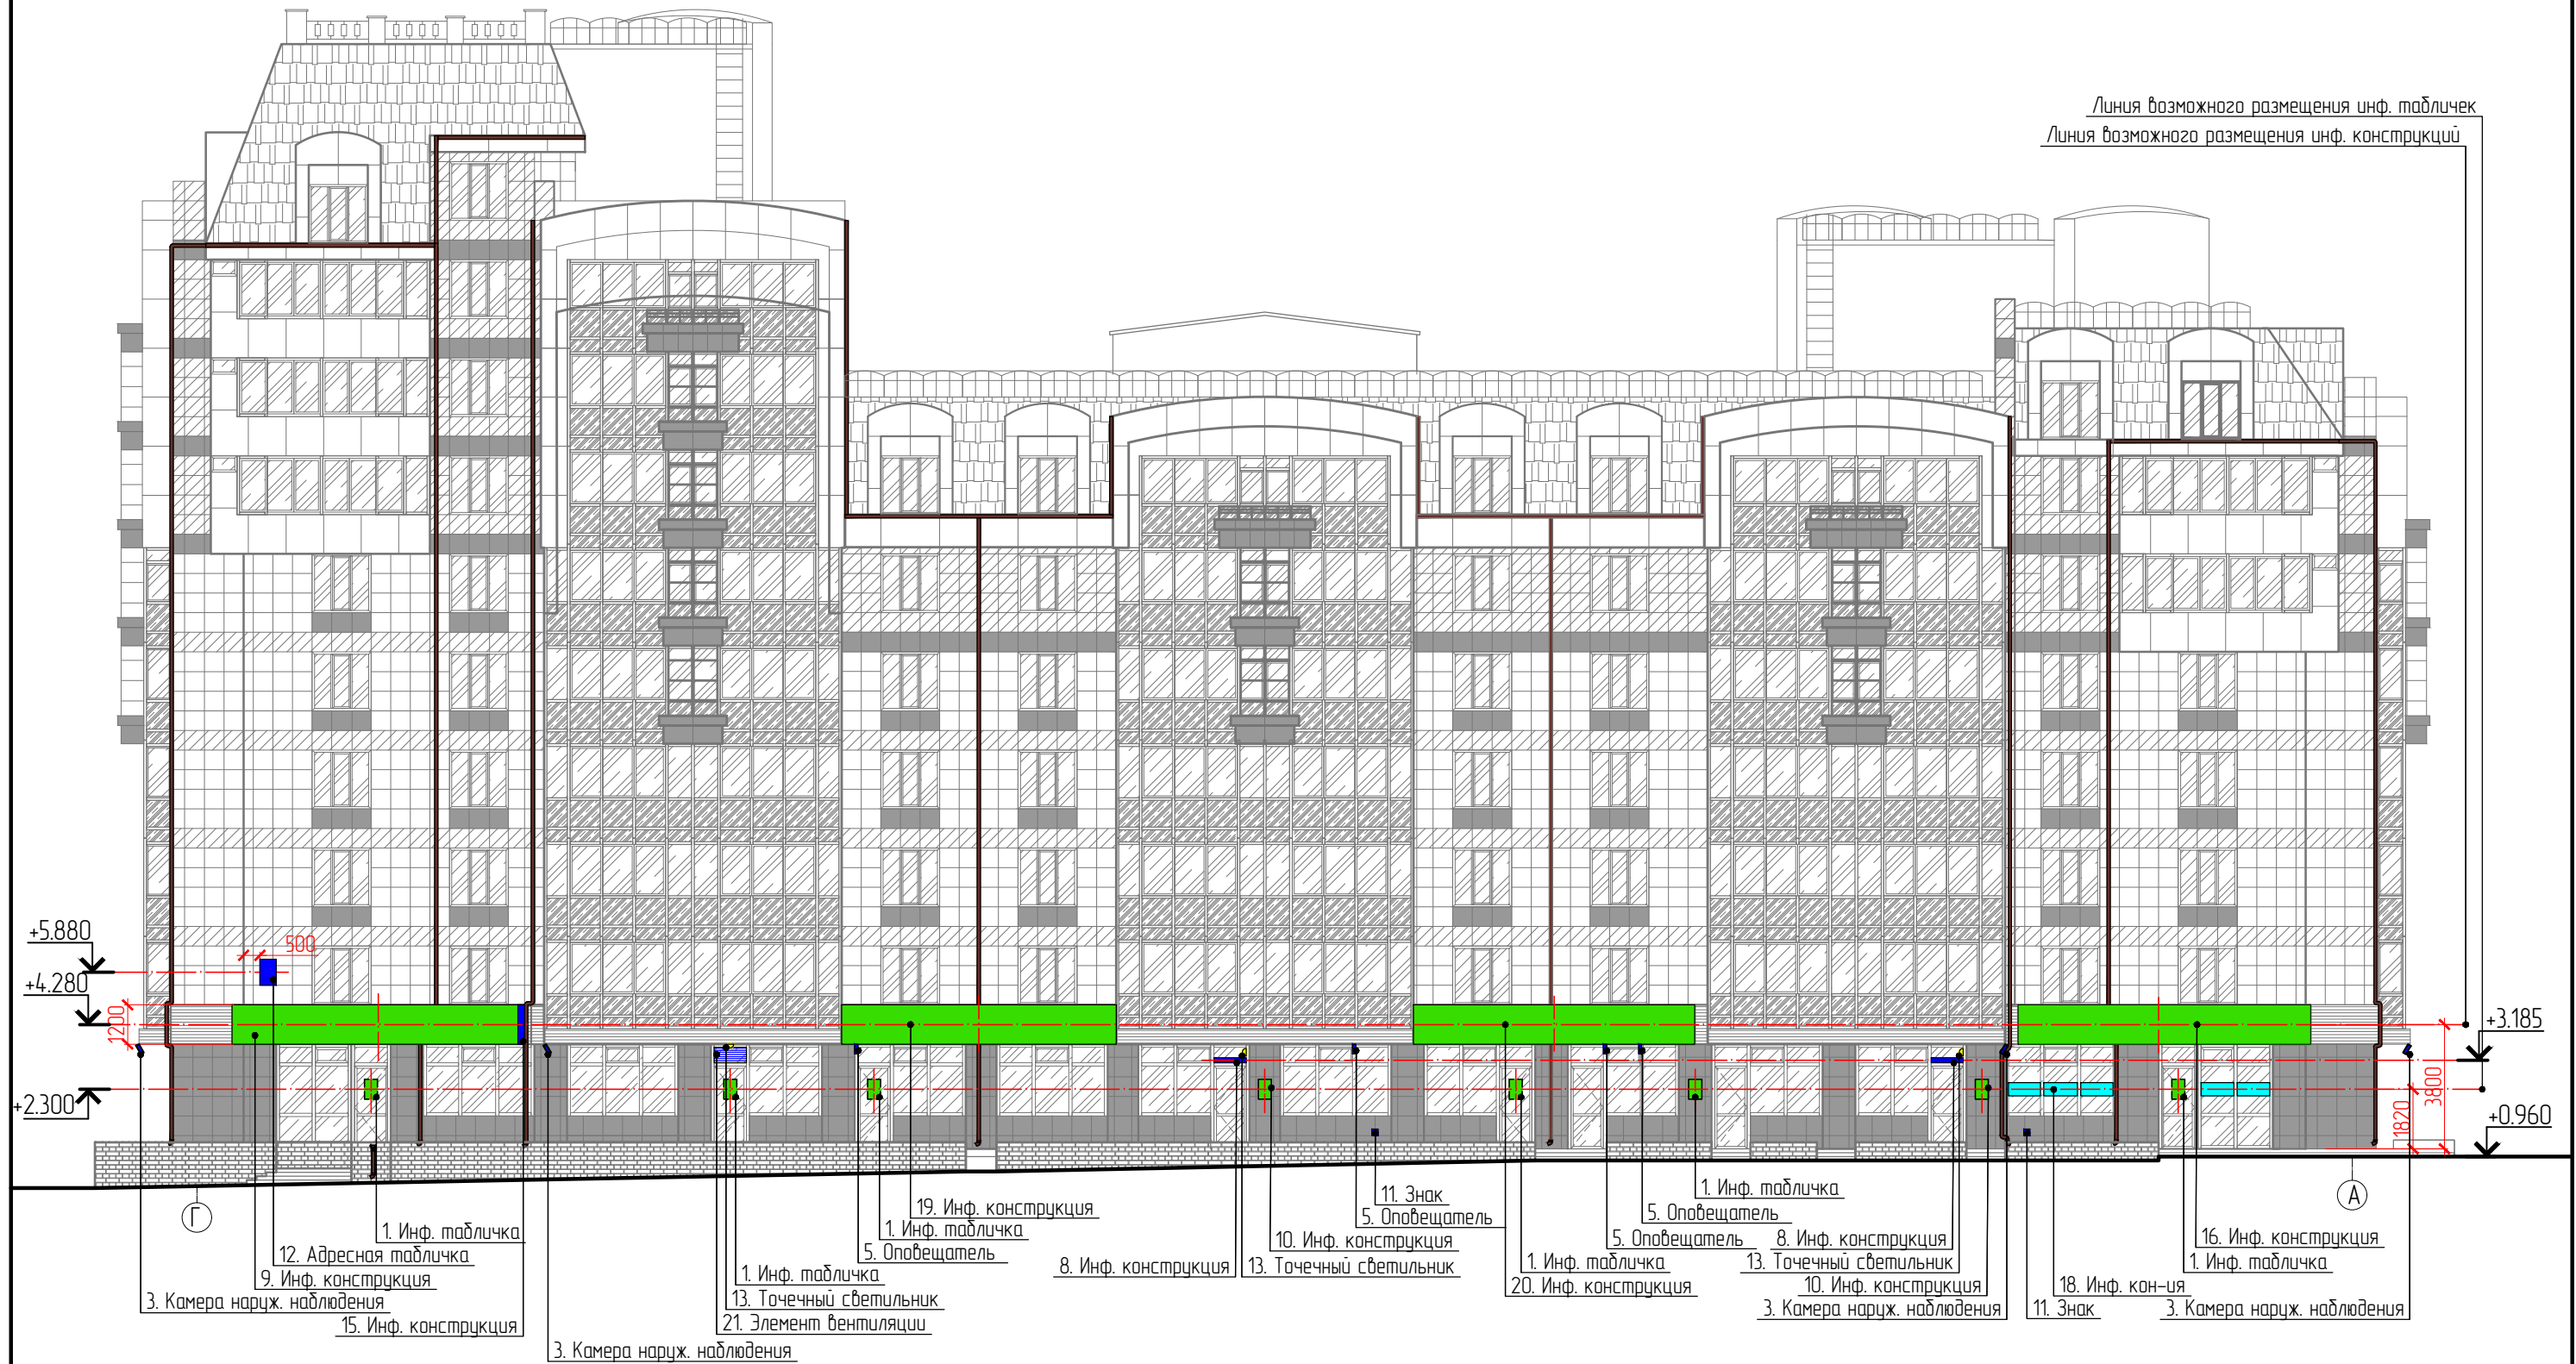 Линия возможного размещения инф. табличек
Линия возможного размещения инф. конструкций
+5.880
500
+4.280
1200
+3.185
+2.300
3800
1820
+0.960
Г
А
1. Инф. табличка
12. Адресная табличка
9. Инф. конструкция
3. Камера наруж. наблюдения
15. Инф. конструкция
3. Камера наруж. наблюдения
19. Инф. конструкция
1. Инф. табличка
5. Оповещатель
1. Инф. табличка
13. Точечный светильник
21. Элемент вентиляции
11. Знак
5. Оповещатель
10. Инф. конструкция
8. Инф. конструкция
13. Точечный светильник
1. Инф. табличка
5. Оповещатель
5. Оповещатель
1. Инф. табличка
20. Инф. конструкция
8. Инф. конструкция
13. Точечный светильник
10. Инф. конструкция
3. Камера наруж. наблюдения
16. Инф. конструкция
1. Инф. табличка
18. Инф. кон-ия
11. Знак
3. Камера наруж. наблюдения